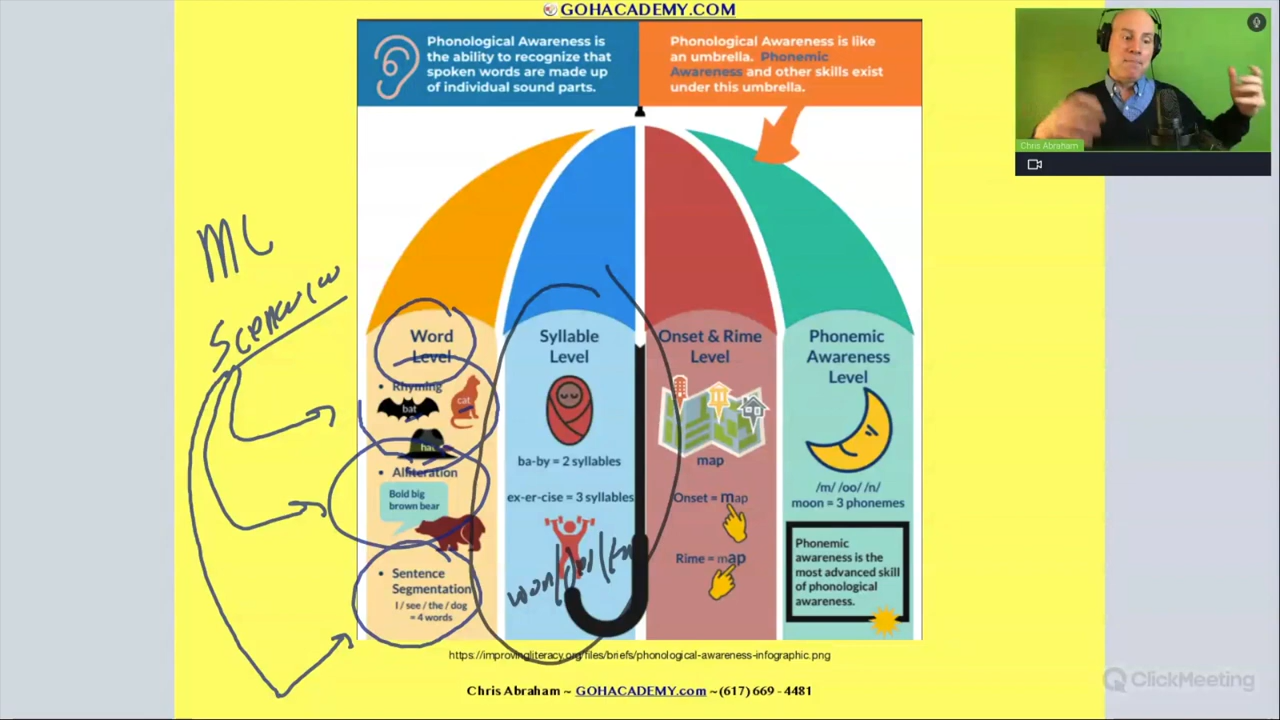 GOHACADEMY.COM
Phonological Awareness is
the ability to recognize that
spoken words are made up
of individual sound parts.
Phonological Awareness is like
an umbrella. Phonemic
Awareness and other skills exist
under this umbrella.
Chris Abraham
MC
Scenario
Word
Level
• Rhyming
bat
cat
hat
• Alliteration
Bold big
brown bear
• Sentence
Segmentation
I / see / the / dog
= 4 words
Syllable
Level
ba-by = 2 syllables
ex-er-cise = 3 syllables
Onset & Rime
Level
map
Onset = map
Rime = map
Phonemic
Awareness
Level
/m/ /oo/ /n/
moon = 3 phonemes
Phonemic
awareness is the
most advanced skill
of phonological
awareness.
https://improvingliteracy.org/files/briefs/phonological-awareness-infographic.png
Chris Abraham ~ GOHACADEMY.com ~(617) 669 - 4481
ClickMeeting